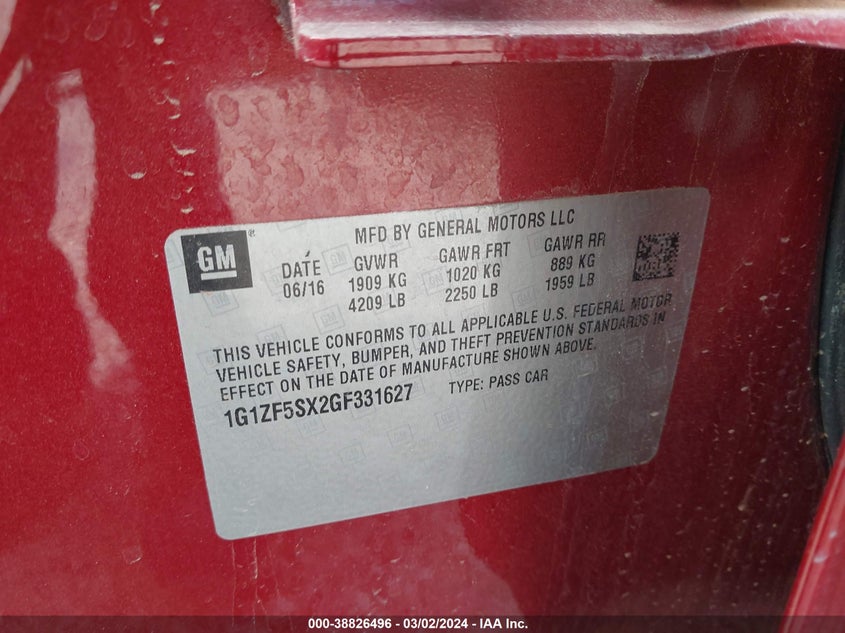 MFD BY GENERAL MOTORS LLC
GM®
DATE GVWR GAWR FRT GAWR RR
06/16 1909 KG 1020 KG 889 KG
4209 LB 2250 LB 1959 LB
THIS VEHICLE CONFORMS TO ALL APPLICABLE U.S. FEDERAL MOTOR
VEHICLE SAFETY, BUMPER, AND THEFT PREVENTION STANDARDS IN
EFFECT ON THE DATE OF MANUFACTURE SHOWN ABOVE.
1G1ZF5SX2GF331627 TYPE: PASS CAR
000-38826496 - 03/02/2024 - IAA Inc.